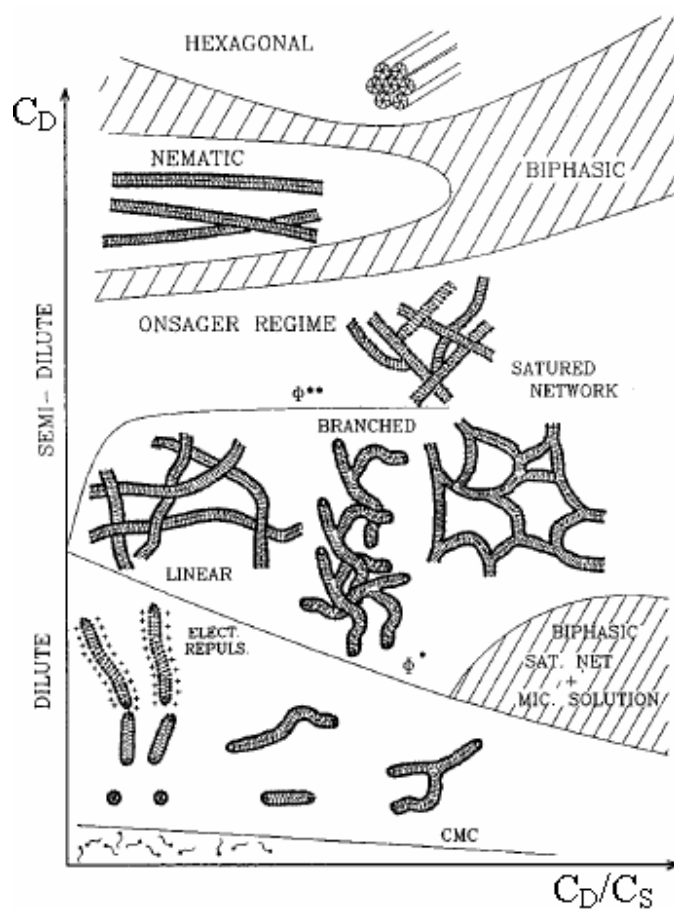 HEXAGONAL
C_D
NEMATIC
BIPHASIC
ONSAGER REGIME
SATURED
NETWORK
SEMI-DILUTE
Φ**
BRANCHED
LINEAR
ELECT.
REPULS.
BIPHASIC
SAT. NET
+
MIC. SOLUTION
Φ*
DILUTE
CMC
C_D/C_S